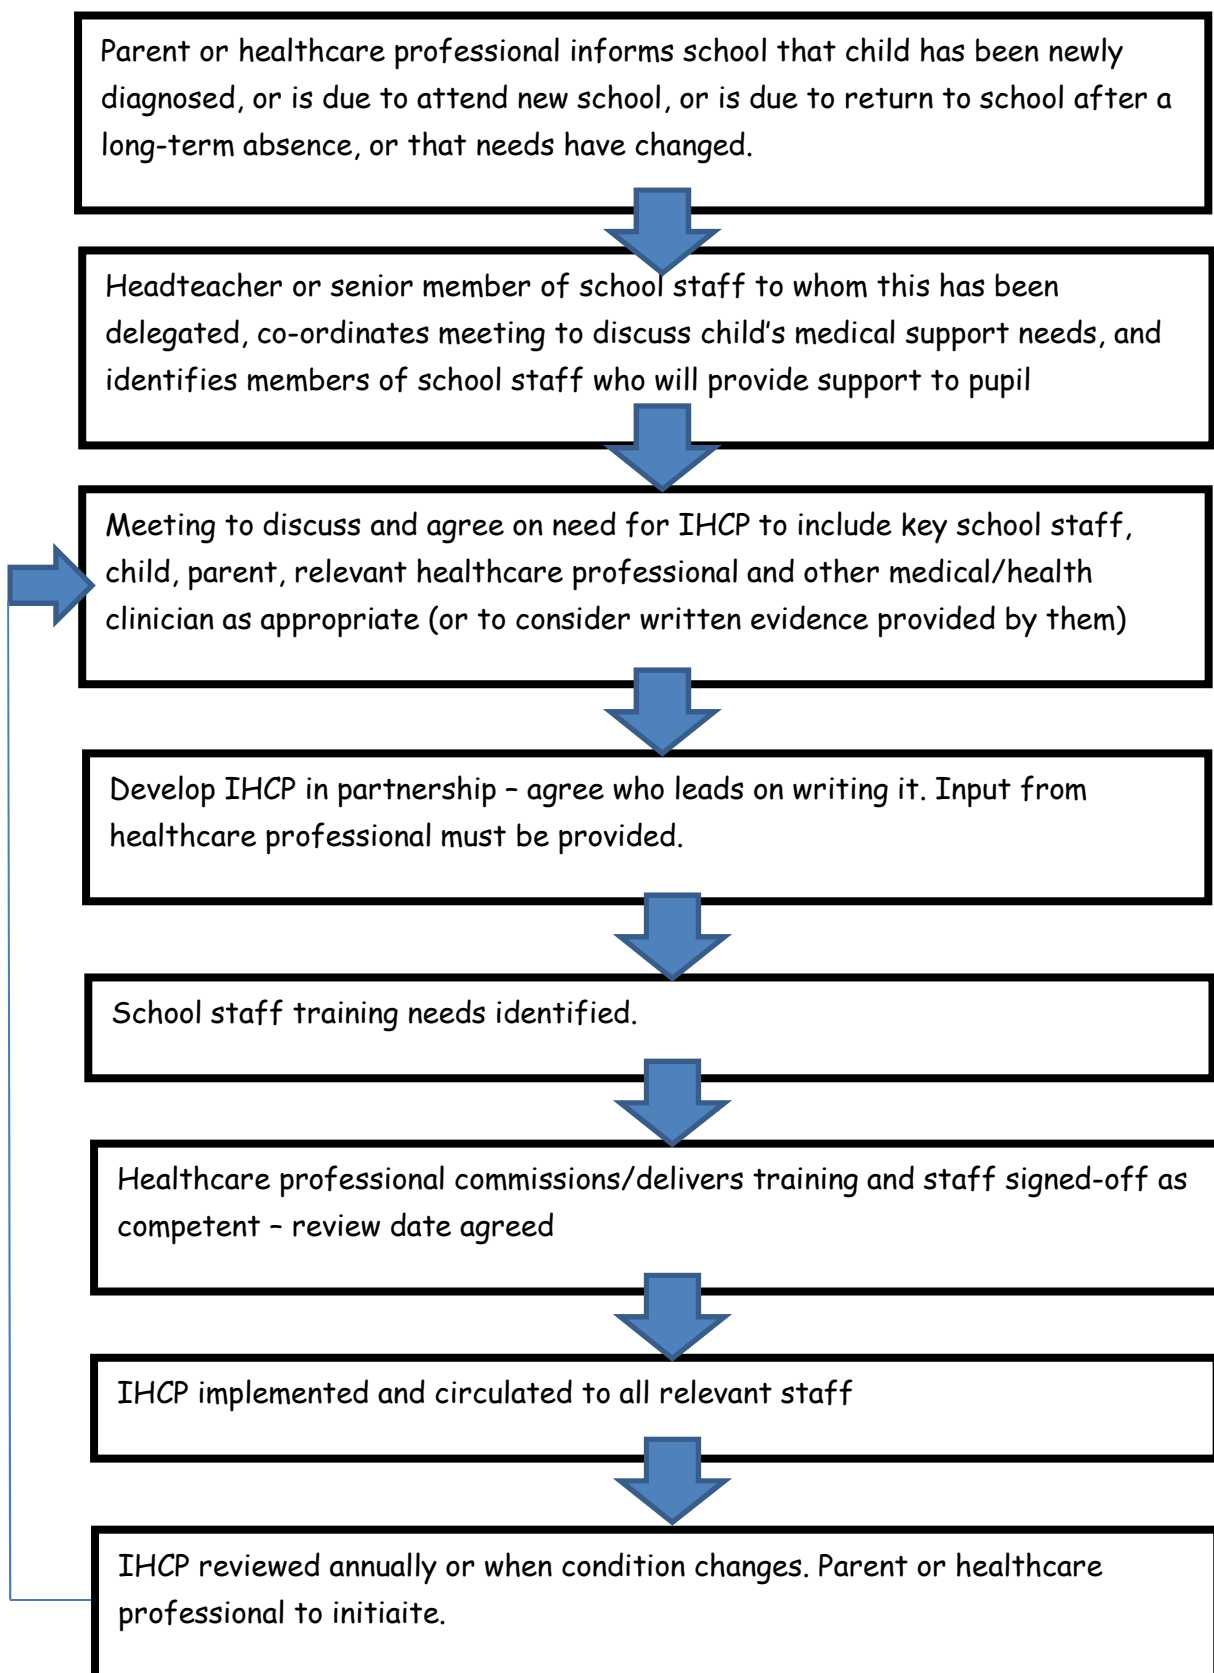 Parent or healthcare professional informs school that child has been newly
diagnosed, or is due to attend new school, or is due to return to school after a
long-term absence, or that needs have changed.
Headteacher or senior member of school staff to whom this has been
delegated, co-ordinates meeting to discuss child’s medical support needs, and
identifies members of school staff who will provide support to pupil
Meeting to discuss and agree on need for IHCP to include key school staff,
child, parent, relevant healthcare professional and other medical/health
clinician as appropriate (or to consider written evidence provided by them)
Develop IHCP in partnership – agree who leads on writing it. Input from
healthcare professional must be provided.
School staff training needs identified.
Healthcare professional commissions/delivers training and staff signed-off as
competent – review date agreed
IHCP implemented and circulated to all relevant staff
IHCP reviewed annually or when condition changes. Parent or healthcare
professional to initiaite.